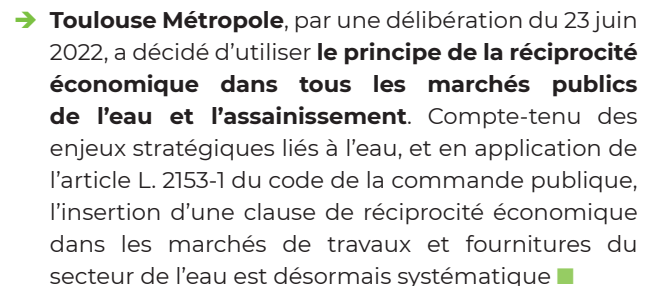 → Toulouse Métropole, par une délibération du 23 juin
2022, a décidé d’utiliser le principe de la réciprocité
économique dans tous les marchés publics
de l’eau et l’assainissement. Compte-tenu des
enjeux stratégiques liés à l’eau, et en application de
l’article L. 2153-1 du code de la commande publique,
l’insertion d’une clause de réciprocité économique
dans les marchés de travaux et fournitures du
secteur de l’eau est désormais systématique ■